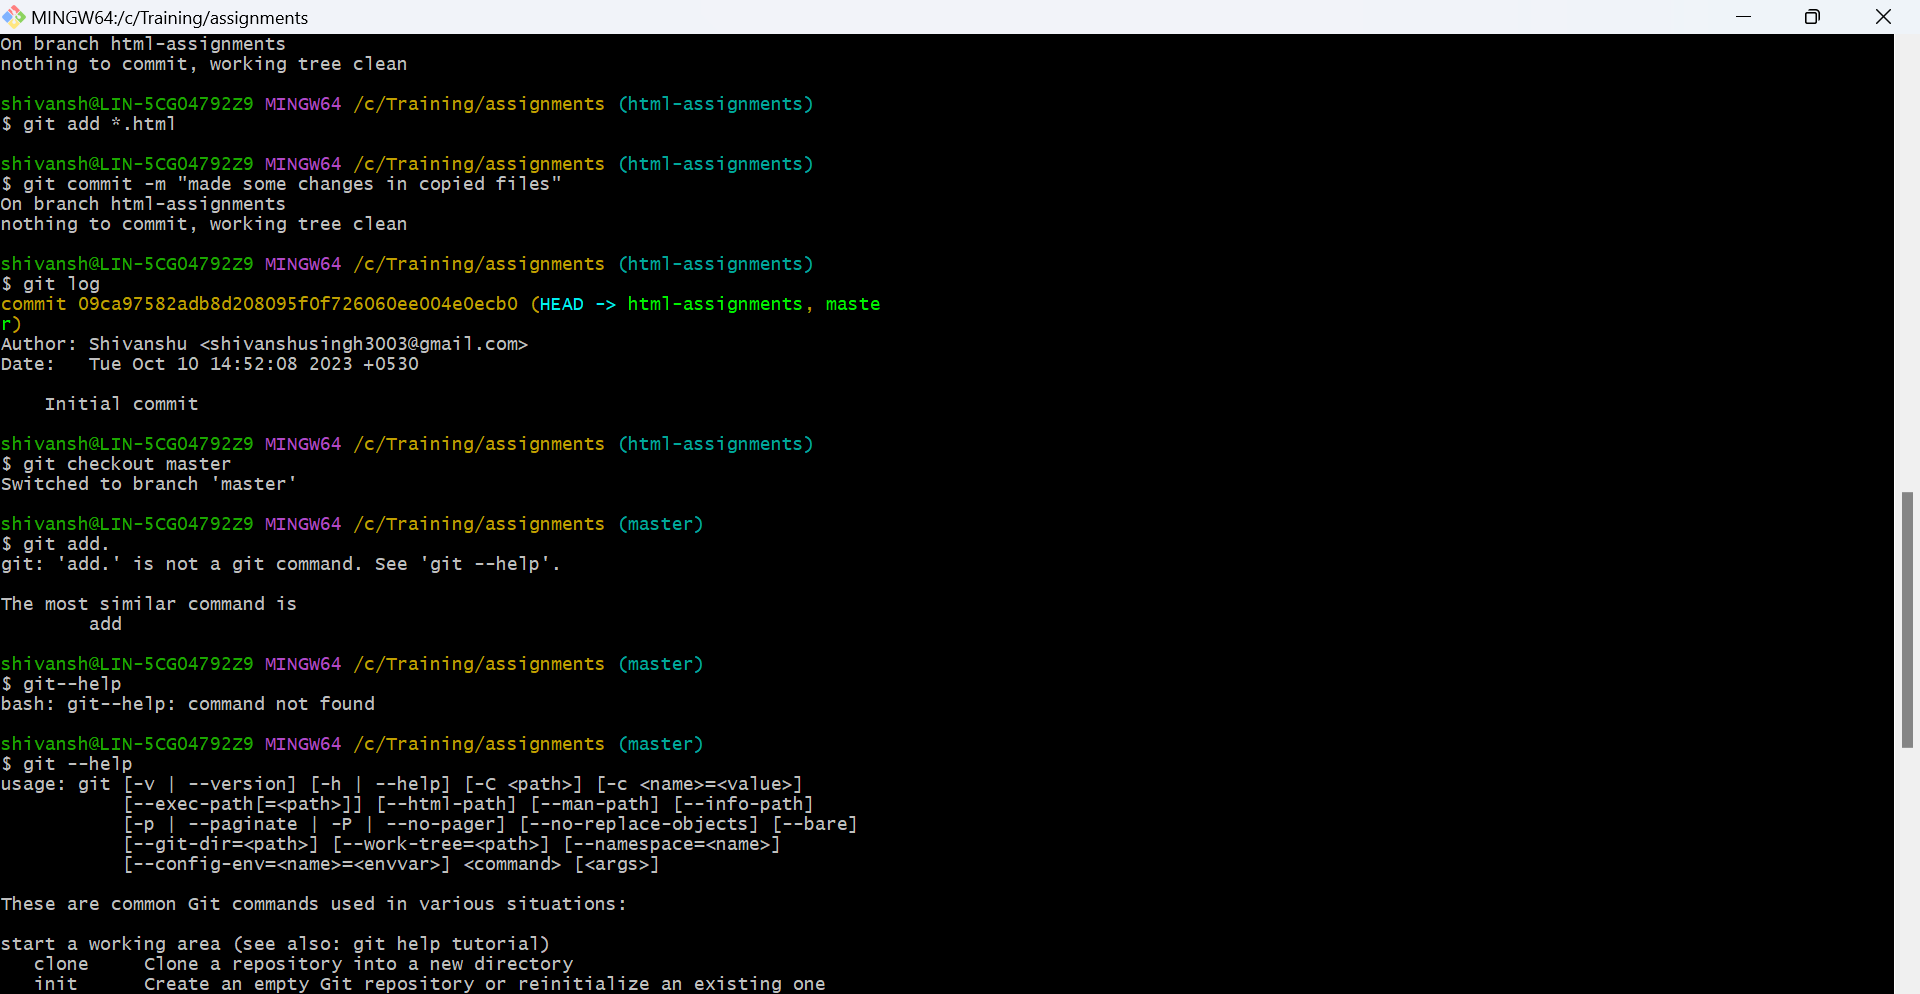 MINGW64:/c/Training/assignments
On branch html-assignments
nothing to commit, working tree clean
shivansh@LIN-5CG04792Z9 MINGW64 /c/Training/assignments (html-assignments)
$ git add *.html
shivansh@LIN-5CG04792Z9 MINGW64 /c/Training/assignments (html-assignments)
$ git commit -m "made some changes in copied files"
On branch html-assignments
nothing to commit, working tree clean
shivansh@LIN-5CG04792Z9 MINGW64 /c/Training/assignments (html-assignments)
$ git log
commit 09ca97582adb8d208095f0f726060ee004e0ecb0 (HEAD -> html-assignments, maste
r)
Author: Shivanshu <shivanshusingh3003@gmail.com>
Date:   Tue Oct 10 14:52:08 2023 +0530
    Initial commit
shivansh@LIN-5CG04792Z9 MINGW64 /c/Training/assignments (html-assignments)
$ git checkout master
Switched to branch 'master'
shivansh@LIN-5CG04792Z9 MINGW64 /c/Training/assignments (master)
$ git add.
git: 'add.' is not a git command. See 'git --help'.
The most similar command is
        add
shivansh@LIN-5CG04792Z9 MINGW64 /c/Training/assignments (master)
$ git--help
bash: git--help: command not found
shivansh@LIN-5CG04792Z9 MINGW64 /c/Training/assignments (master)
$ git --help
usage: git [-v | --version] [-h | --help] [-C <path>] [-c <name>=<value>]
           [--exec-path[=<path>]] [--html-path] [--man-path] [--info-path]
           [-p | --paginate | -P | --no-pager] [--no-replace-objects] [--bare]
           [--git-dir=<path>] [--work-tree=<path>] [--namespace=<name>]
           [--config-env=<name>=<envvar>] <command> [<args>]
These are common Git commands used in various situations:
start a working area (see also: git help tutorial)
   clone     Clone a repository into a new directory
   init      Create an empty Git repository or reinitialize an existing one